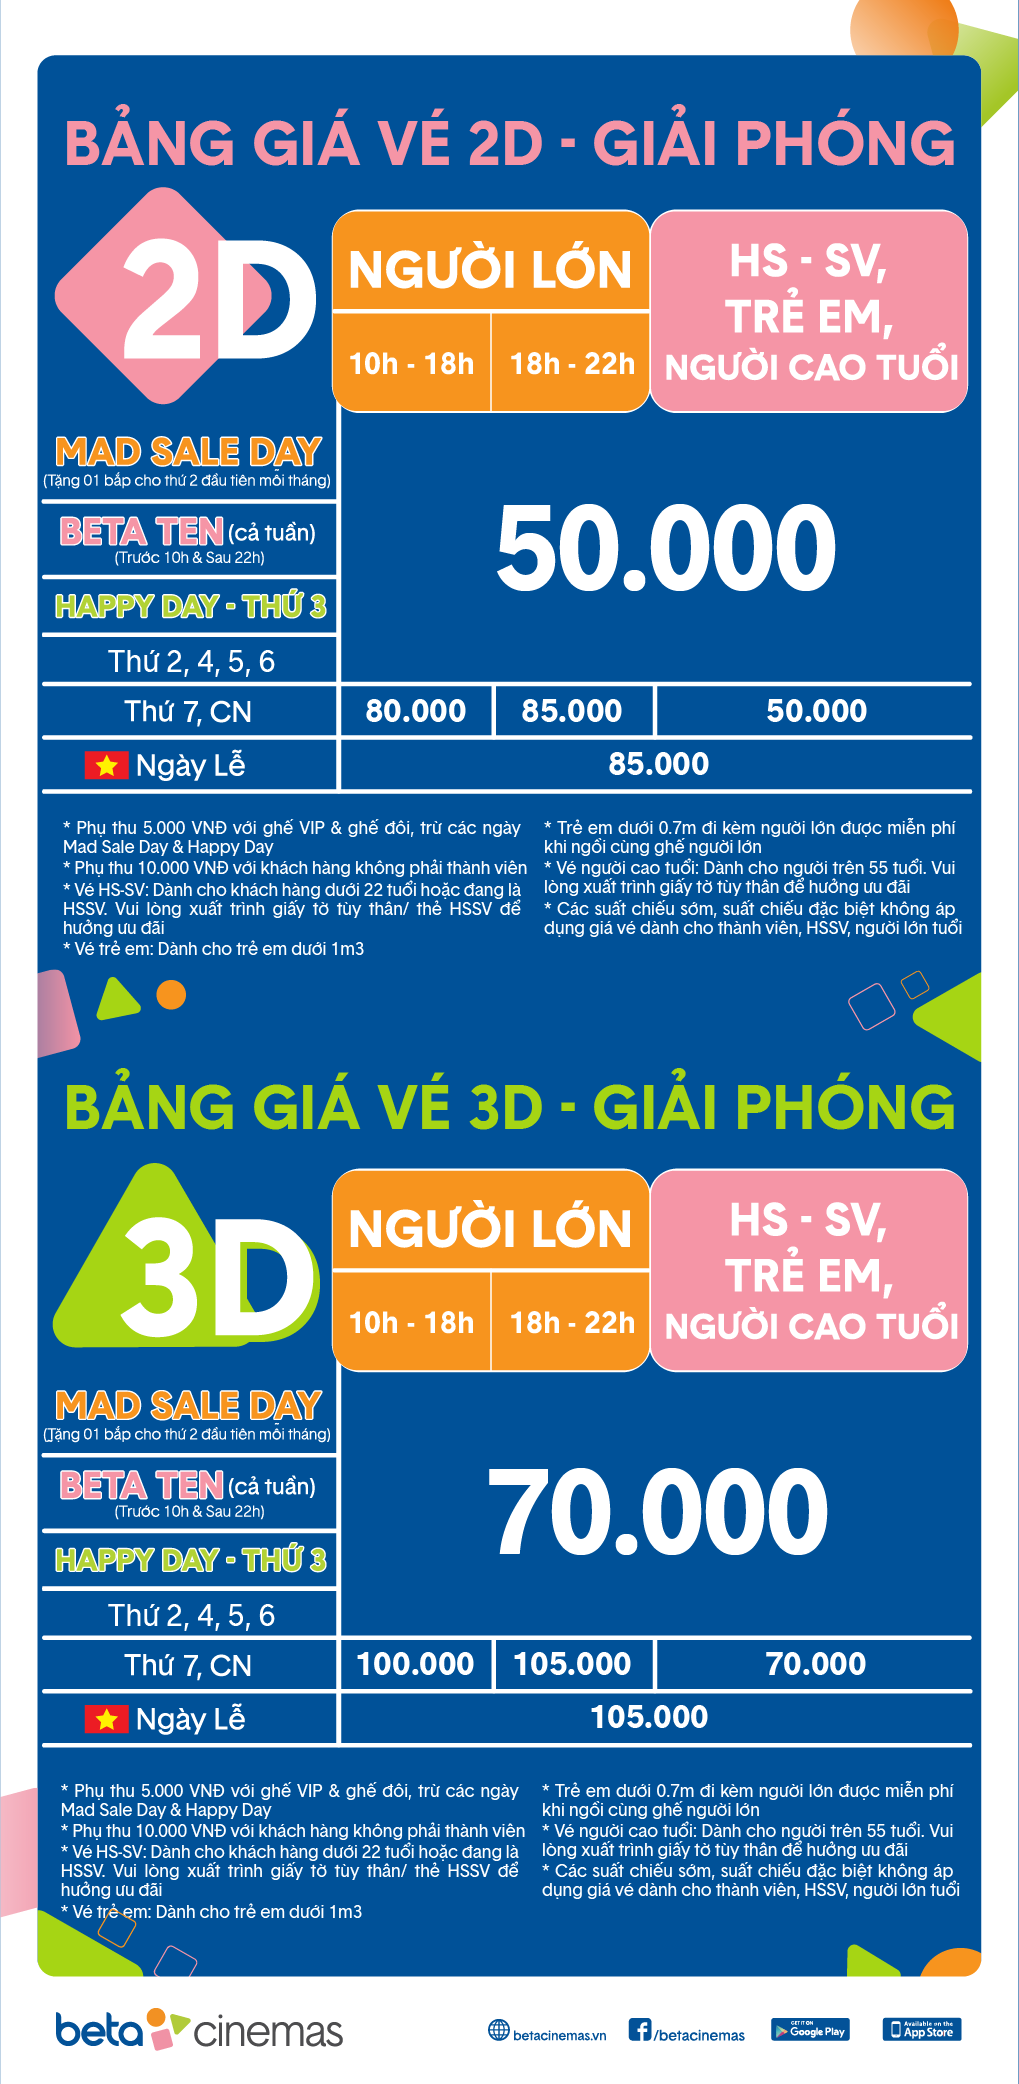 BẢNG GIÁ VÉ 2D - GIẢI PHÓNG
2D
NGƯỜI LỚN
10h - 18h
18h - 22h
HS - SV,
TRẺ EM,
NGƯỜI CAO TUỔI
MAD SALE DAY
(Tặng 01 bắp cho thứ 2 đầu tiên mỗi tháng)
BETA TEN (cả tuần)
(Trước 10h & Sau 22h)
HAPPY DAY - THỨ 3
Thứ 2, 4, 5, 6
50.000
Thứ 7, CN
80.000
85.000
50.000
Ngày Lễ
85.000
* Phụ thu 5.000 VNĐ với ghế VIP & ghế đôi, trừ các ngày
Mad Sale Day & Happy Day
* Phụ thu 10.000 VNĐ với khách hàng không phải thành viên
* Vé HS-SV: Dành cho khách hàng dưới 22 tuổi hoặc đang là
HSSV. Vui lòng xuất trình giấy tờ tùy thân/ thẻ HSSV để
hưởng ưu đãi
* Vé trẻ em: Dành cho trẻ em dưới 1m3
* Trẻ em dưới 0.7m đi kèm người lớn được miễn phí
khi ngồi cùng ghế người lớn
* Vé người cao tuổi: Dành cho người trên 55 tuổi. Vui
lòng xuất trình giấy tờ tùy thân để hưởng ưu đãi
* Các suất chiếu sớm, suất chiếu đặc biệt không áp
dụng giá vé dành cho thành viên, HSSV, người lớn tuổi
BẢNG GIÁ VÉ 3D - GIẢI PHÓNG
3D
NGƯỜI LỚN
10h - 18h
18h - 22h
HS - SV,
TRẺ EM,
NGƯỜI CAO TUỔI
MAD SALE DAY
(Tặng 01 bắp cho thứ 2 đầu tiên mỗi tháng)
BETA TEN (cả tuần)
(Trước 10h & Sau 22h)
HAPPY DAY - THỨ 3
Thứ 2, 4, 5, 6
70.000
Thứ 7, CN
100.000
105.000
70.000
Ngày Lễ
105.000
* Phụ thu 5.000 VNĐ với ghế VIP & ghế đôi, trừ các ngày
Mad Sale Day & Happy Day
* Phụ thu 10.000 VNĐ với khách hàng không phải thành viên
* Vé HS-SV: Dành cho khách hàng dưới 22 tuổi hoặc đang là
HSSV. Vui lòng xuất trình giấy tờ tùy thân/ thẻ HSSV để
hưởng ưu đãi
* Vé trẻ em: Dành cho trẻ em dưới 1m3
* Trẻ em dưới 0.7m đi kèm người lớn được miễn phí
khi ngồi cùng ghế người lớn
* Vé người cao tuổi: Dành cho người trên 55 tuổi. Vui
lòng xuất trình giấy tờ tùy thân để hưởng ưu đãi
* Các suất chiếu sớm, suất chiếu đặc biệt không áp
dụng giá vé dành cho thành viên, HSSV, người lớn tuổi
beta cinemas
betacinemas.vn
/betacinemas
GET IT ON
Google Play
Available on the
App Store